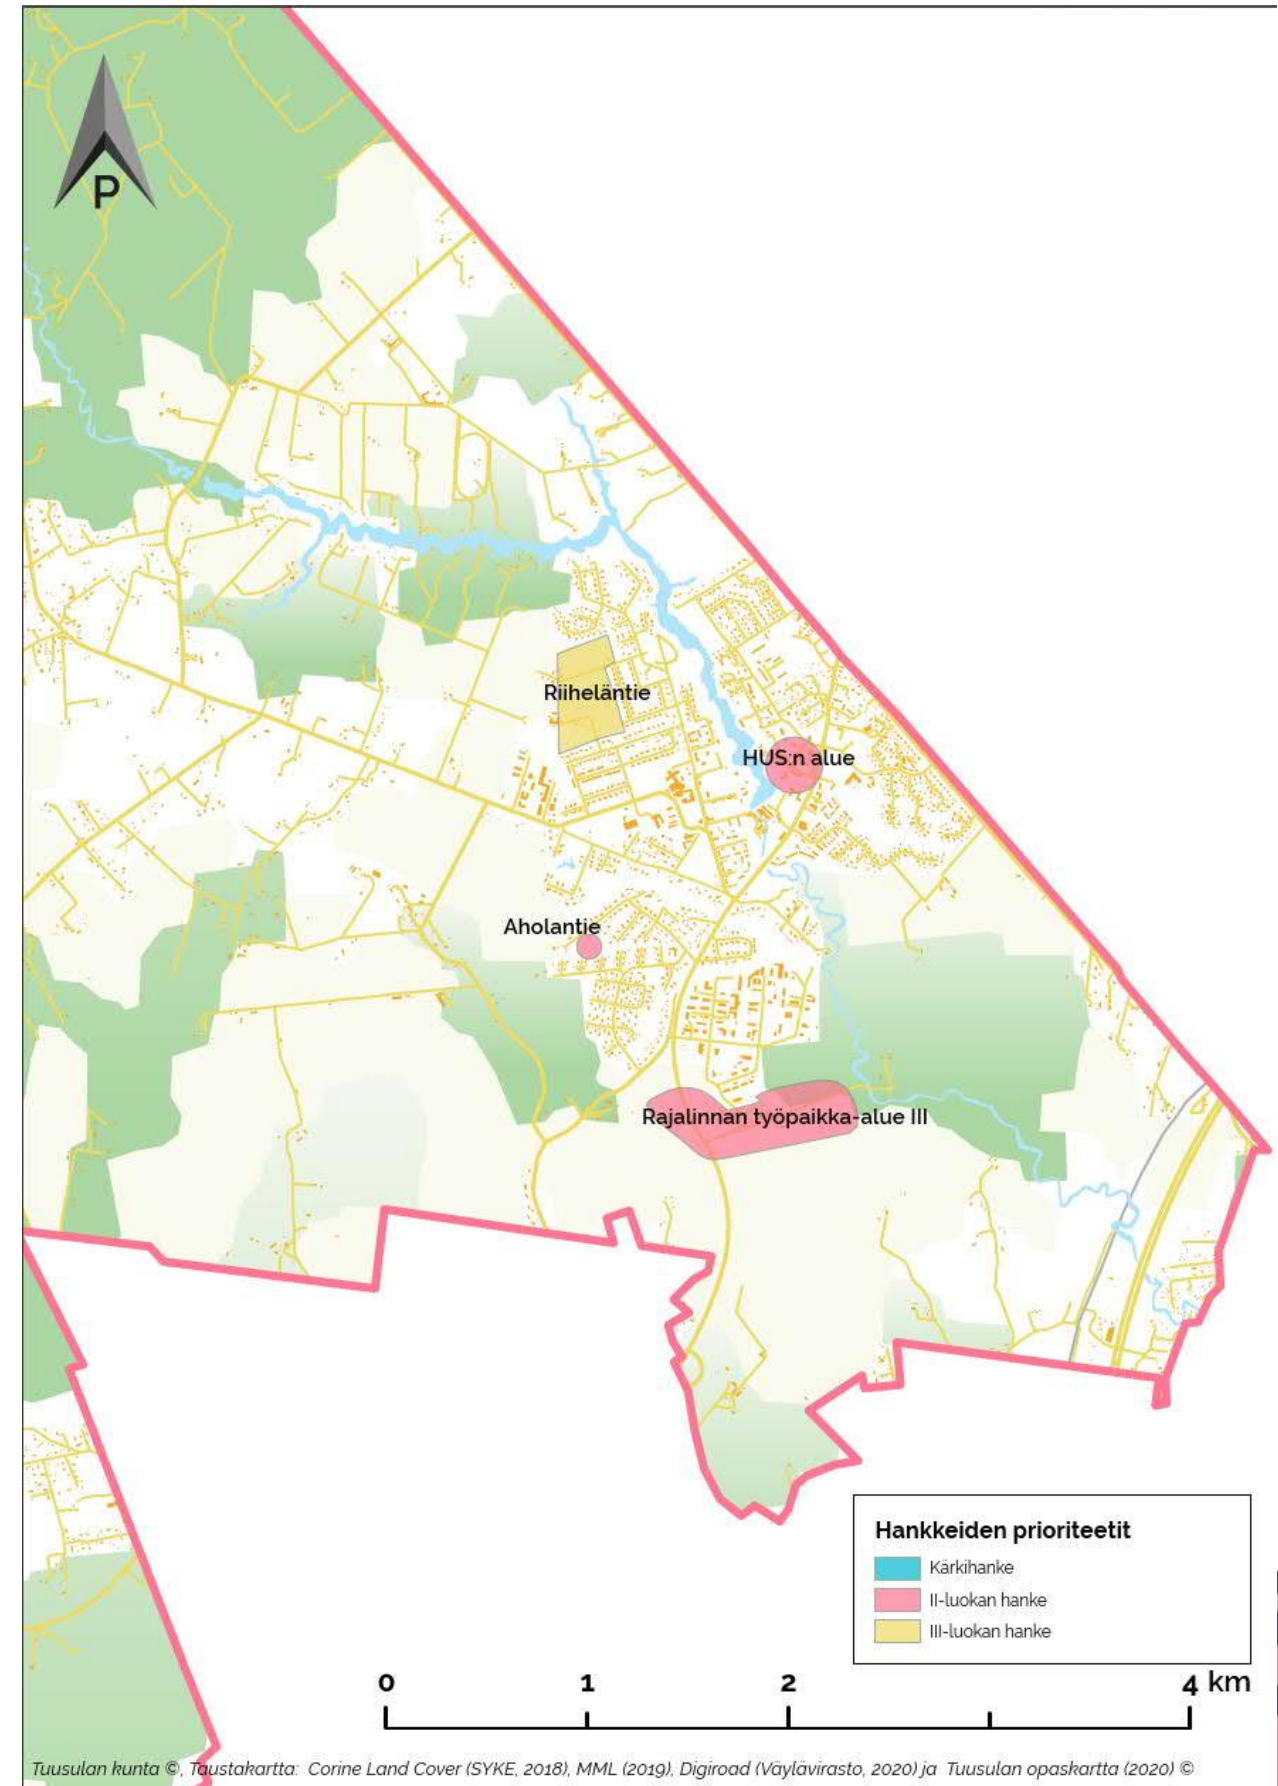 P
Riiheläntie
HUS:n alue
Aholantie
Rajalinnan työpaikka-alue III
Hankkeiden prioriteetit
Kärkihanke
II-luokan hanke
III-luokan hanke
0 1 2 4 km
Tuusulan kunta ©, Taustakartta: Corine Land Cover (SYKE, 2018), MML (2019), Digiroad (Väylävirasto, 2020) ja Tuusulan opaskartta (2020) ©